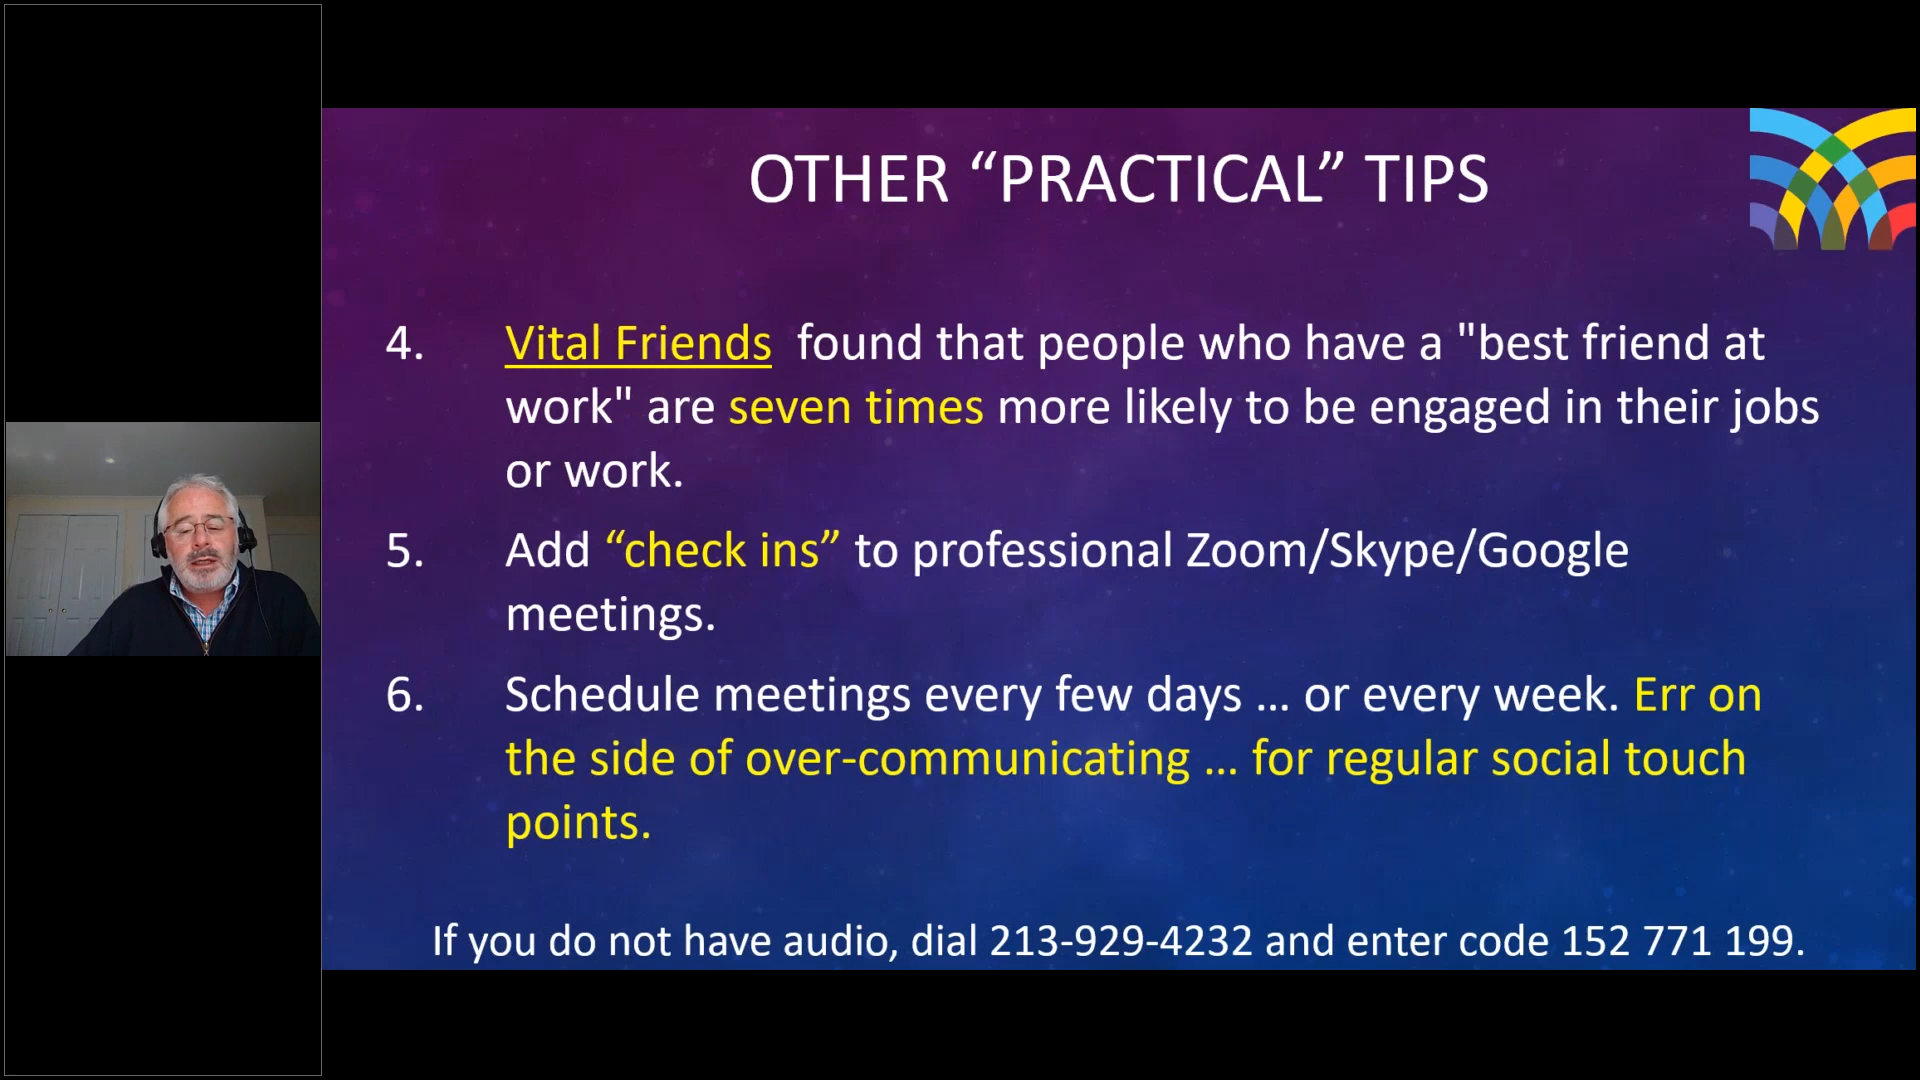 OTHER “PRACTICAL” TIPS
4. Vital Friends found that people who have a "best friend at
work" are seven times more likely to be engaged in their jobs
or work.
5. Add “check ins” to professional Zoom/Skype/Google
meetings.
6. Schedule meetings every few days … or every week. Err on
the side of over-communicating … for regular social touch
points.
If you do not have audio, dial 213-929-4232 and enter code 152 771 199.